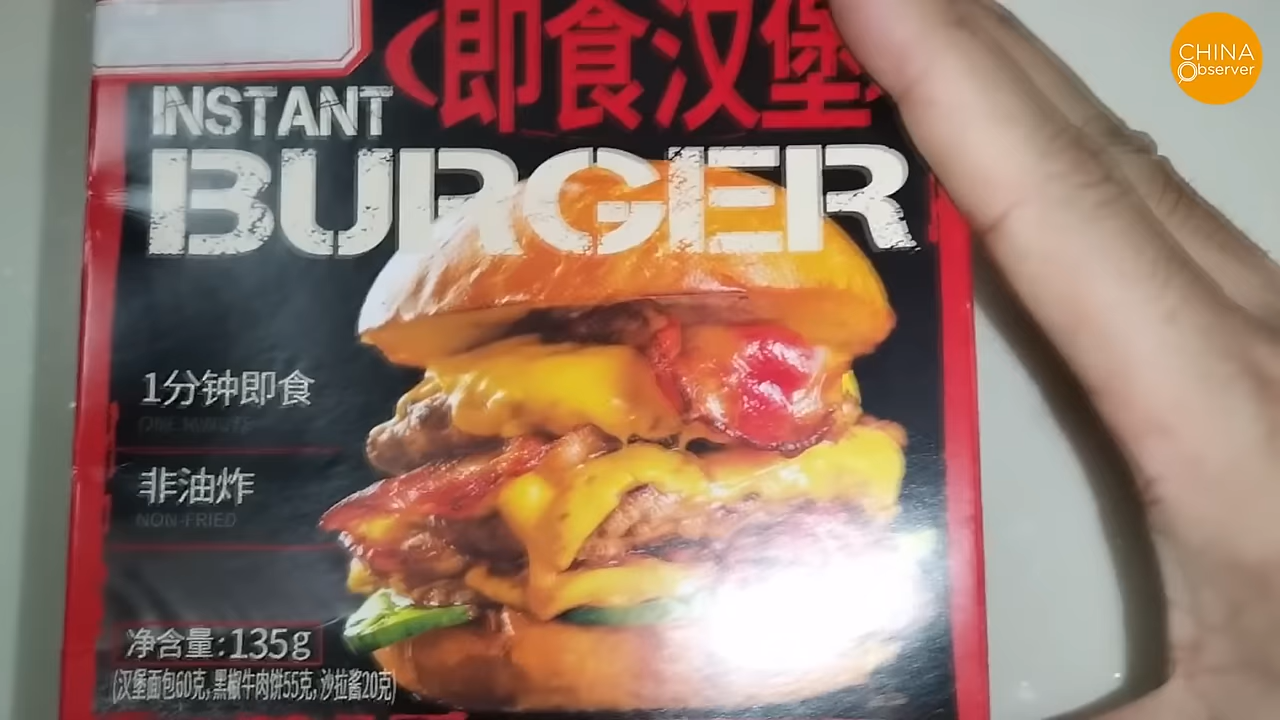 即食汉堡
INSTANT
BURGER
1分钟即食
ONE MINUTE
非油炸
NON-FRIED
净含量:135g
(汉堡面包60克,黑椒牛肉饼55克,沙拉酱20克)
CHINA
Observer